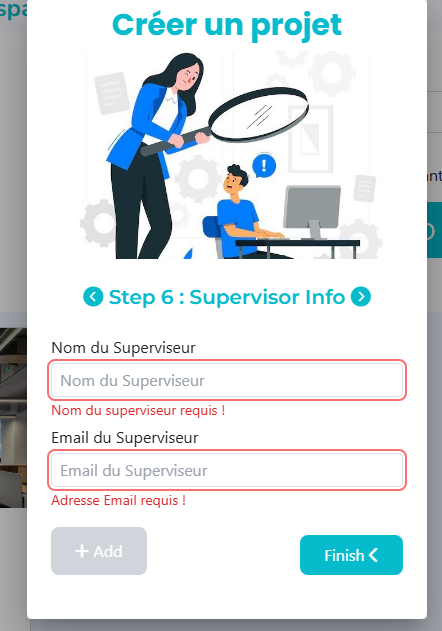 Créer un projet
Step 6 : Supervisor Info
Nom du Superviseur
Nom du Superviseur
Nom du superviseur requis !
Email du Superviseur
Email du Superviseur
Adresse Email requis !
+ Add
Finish